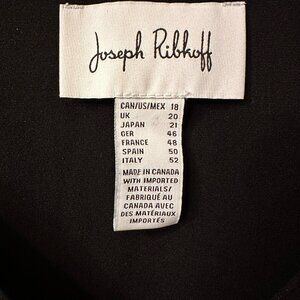 Joseph Ribkoff
CAN/US/MEX 18
UK 20
JAPAN 21
GER 46
FRANCE 48
SPAIN 50
ITALY 52
MADE IN CANADA
WITH IMPORTED
MATERIALS/
FABRIQUÉ AU
CANADA AVEC
DES MATÉRIAUX
IMPORTÉS